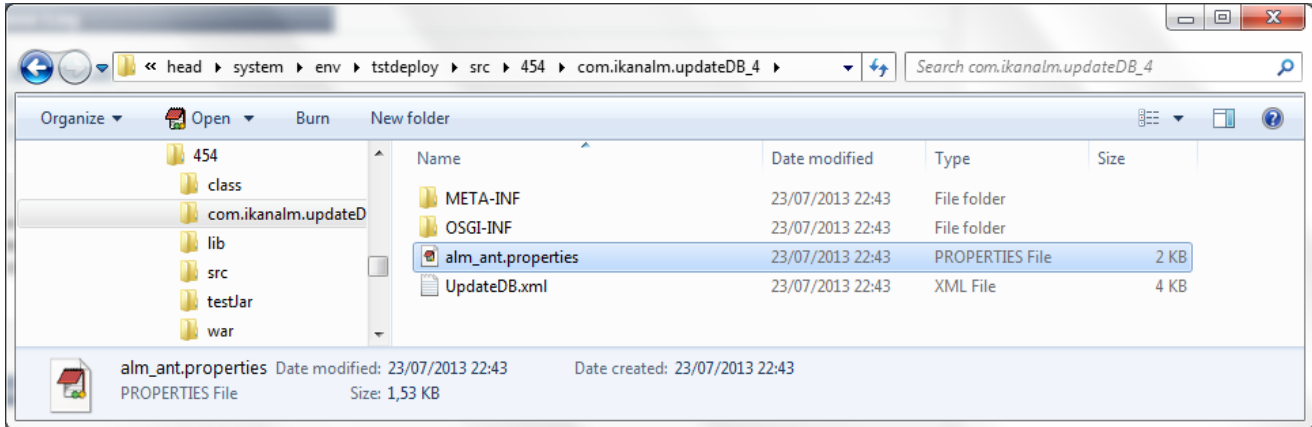 « head ▸ system ▸ env ▸ tstdeploy ▸ src ▸ 454 ▸ com.ikanalm.updateDB_4 ▸ Search com.ikanalm.updateDB_4
Organize Open Burn New folder
454
class
com.ikanalm.updateD
lib
src
testJar
war
Name Date modified Type Size
META-INF 23/07/2013 22:43 File folder
OSGI-INF 23/07/2013 22:43 File folder
alm_ant.properties 23/07/2013 22:43 PROPERTIES File 2 KB
UpdateDB.xml 23/07/2013 22:43 XML File 4 KB
alm_ant.properties Date modified: 23/07/2013 22:43 Date created: 23/07/2013 22:43
PROPERTIES File Size: 1,53 KB